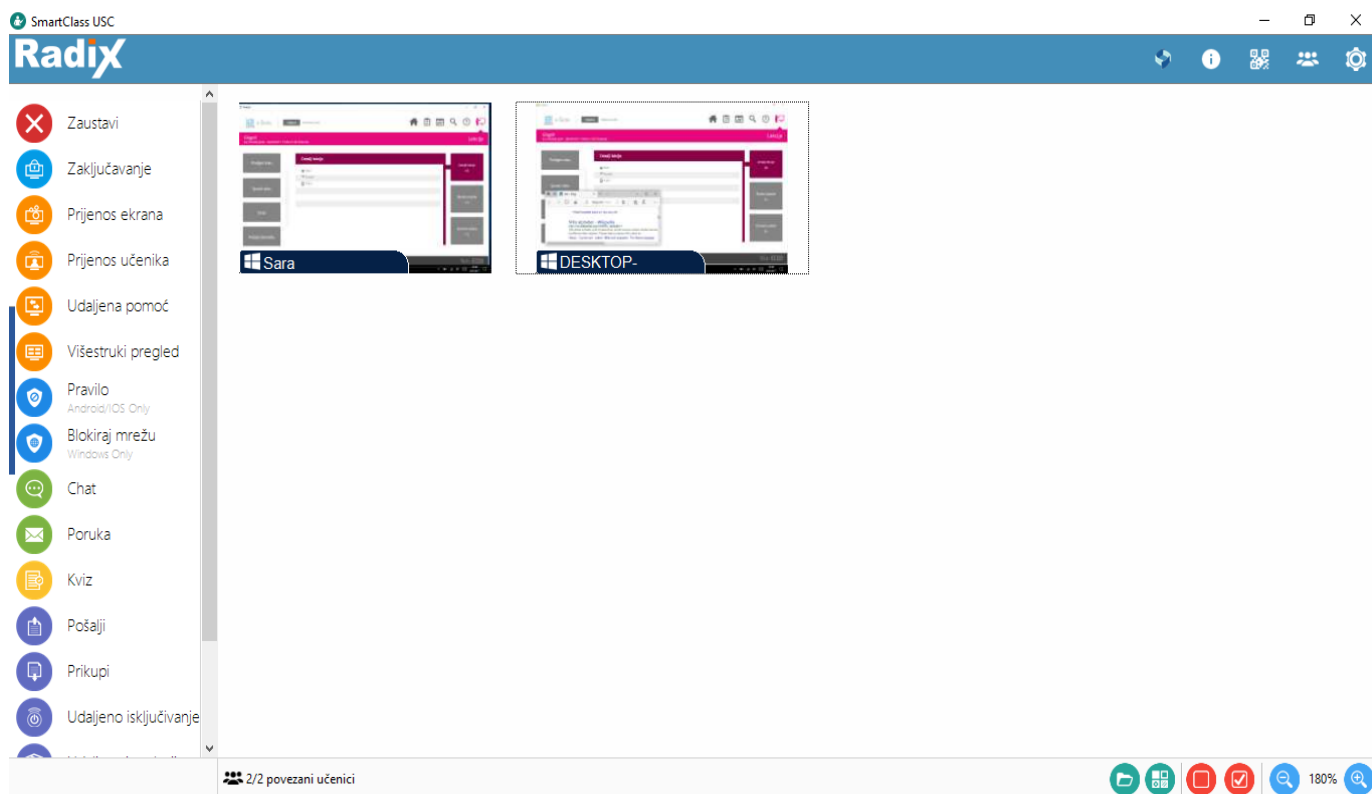 SmartClass USC
Radix
Zaustavi
Zaključavanje
Prijenos ekrana
Prijenos učenika
Udaljena pomoć
Višestruki pregled
Pravilo
Android/IOS Only
Blokiraj mrežu
Windows Only
Chat
Poruka
Kviz
Pošalji
Prikupi
Udaljeno isključivanje
Sara
DESKTOP-
2/2 povezani učenici
180%